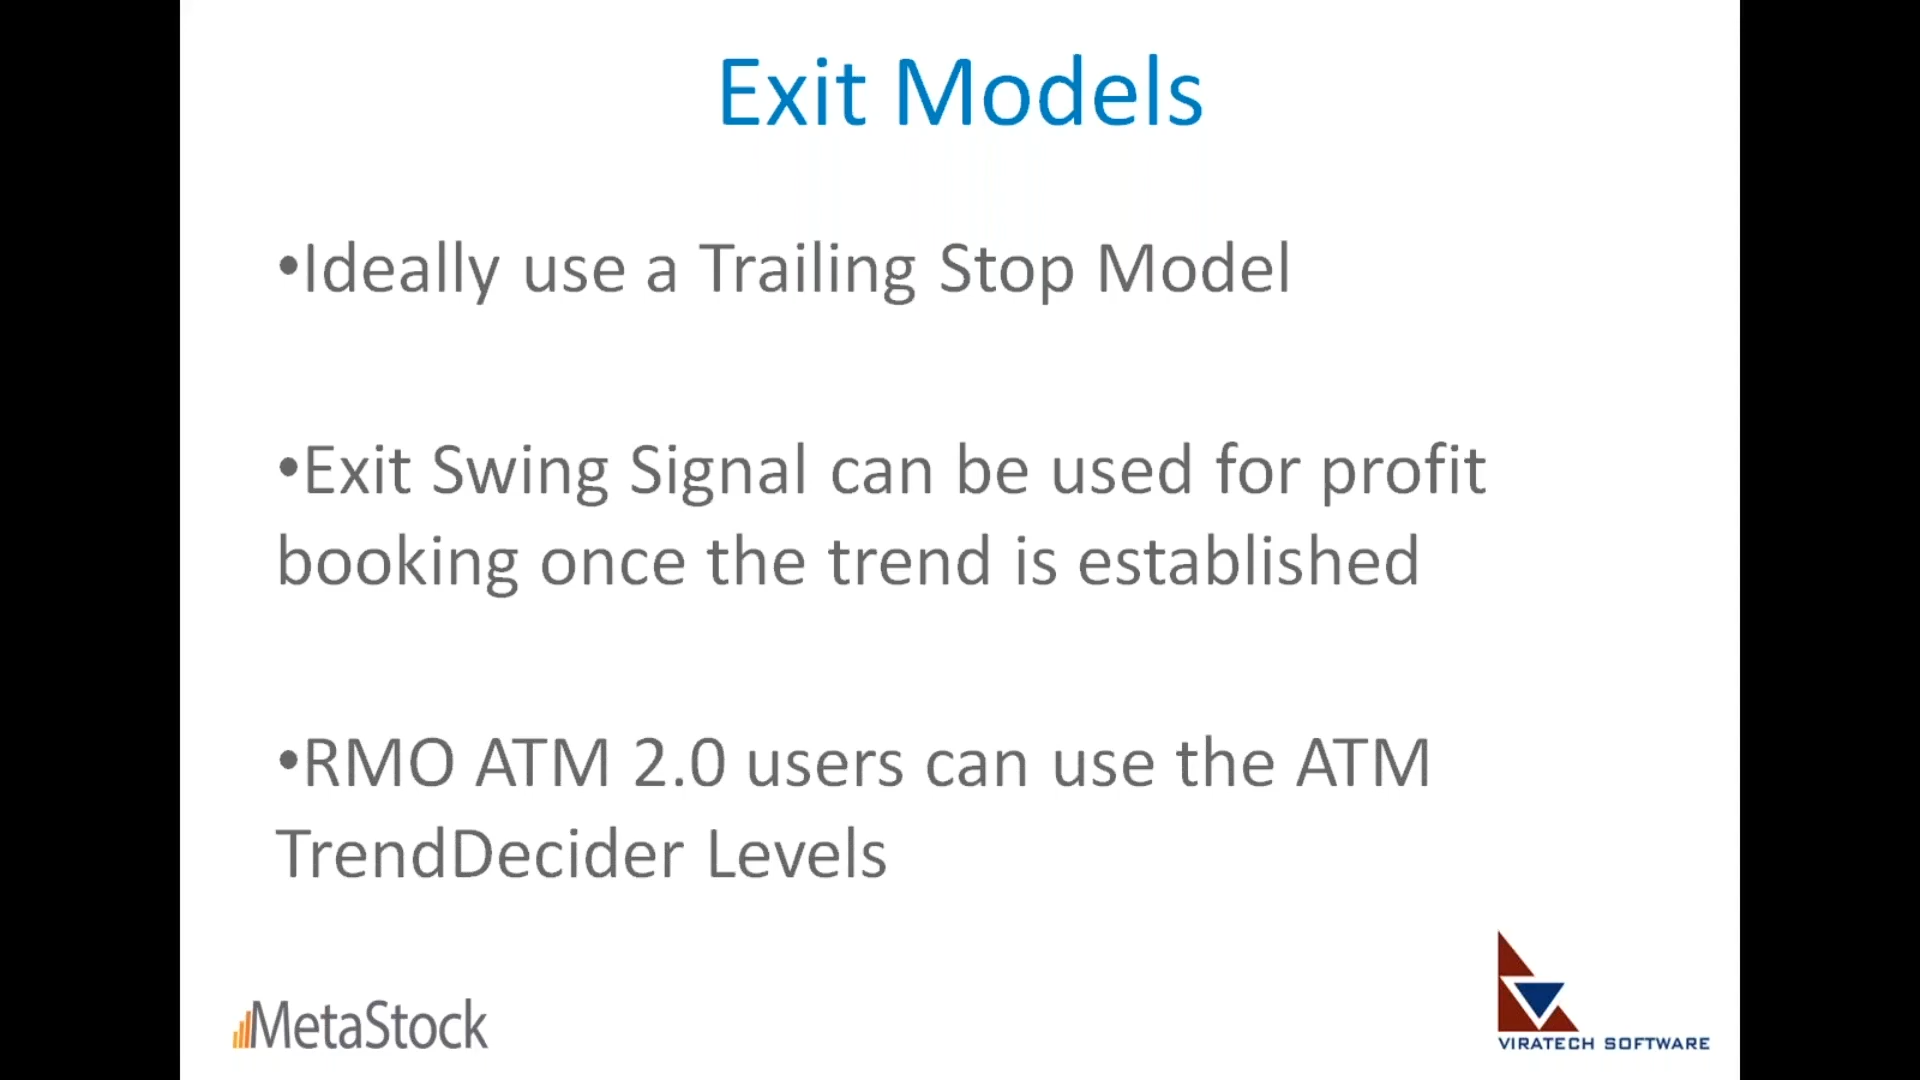 Exit Models
•Ideally use a Trailing Stop Model
•Exit Swing Signal can be used for profit
booking once the trend is established
•RMO ATM 2.0 users can use the ATM
TrendDecider Levels
MetaStock
VIRATECH SOFTWARE